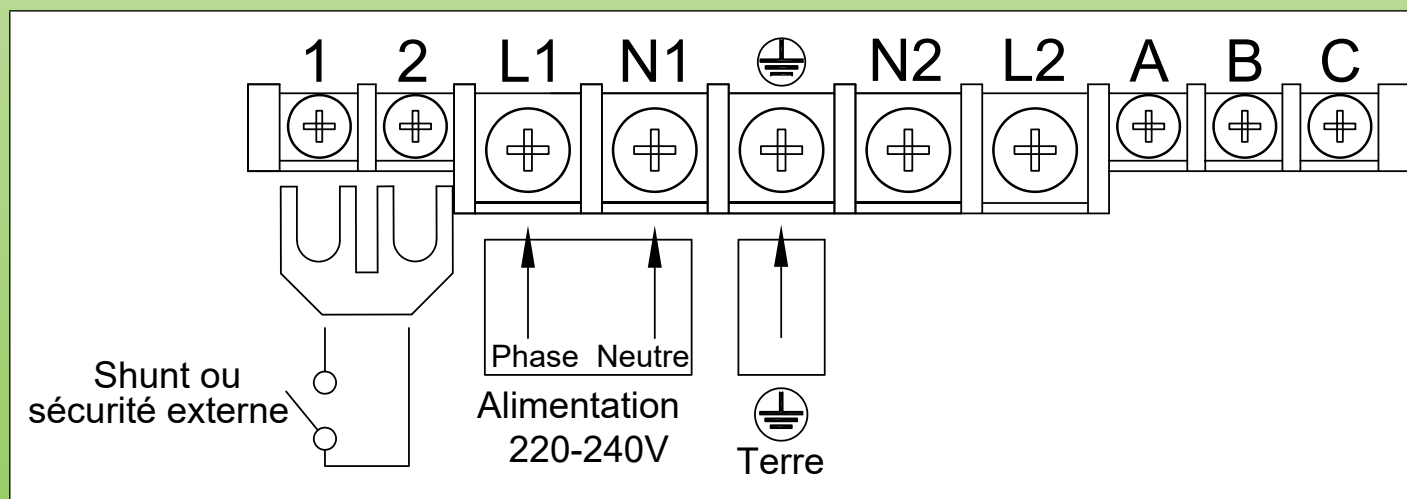 1 2 L1 N1 N2 L2 A B C
Phase Neutre
Shunt ou
sécurité externe
Alimentation
220-240V
Terre